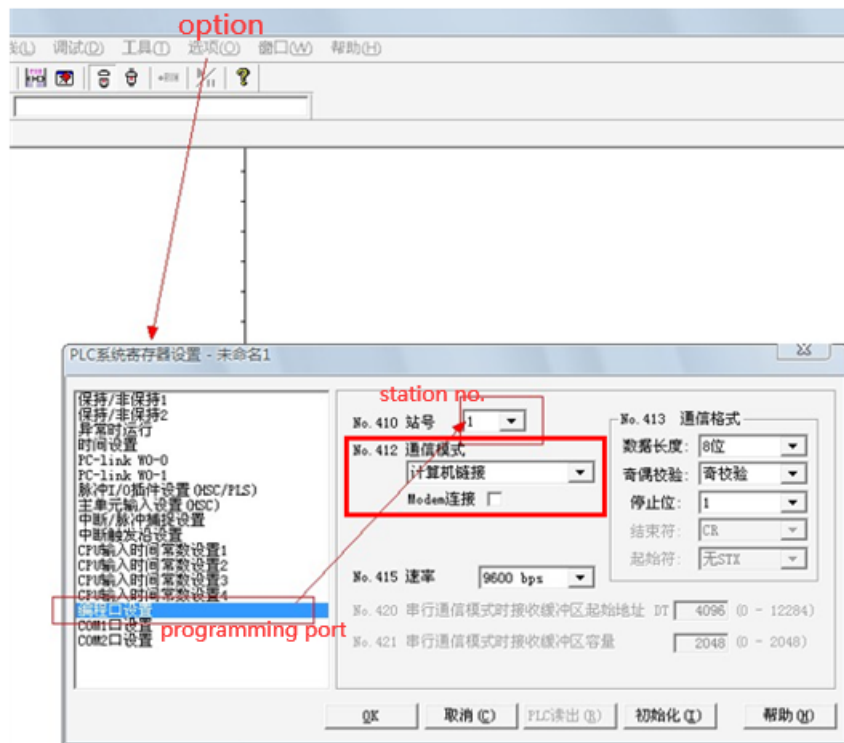 option
调试(D) 工具(T) 选项(O) 窗口(W) 帮助(H)
PLC系统寄存器设置 - 未命名1
保持/非保持1
保持/非保持2
异常时运行
时间设置
PC-link W0-0
PC-link W0-1
脉冲I/O插件设置(HSC/PLS)
主单元输入设置(HSC)
中断/脉冲捕捉设置
中断触发沿设置
CPU输入时间常数设置1
CPU输入时间常数设置2
CPU输入时间常数设置3
CPU输入时间常数设置4
编程口设置
COM1口设置
COM2口设置
programming port
station no.
No.410 站号 1
No.412 通信模式
计算机链接
Modem连接
No.415 速率 9600 bps
No.420 串行通信模式时接收缓冲区起始地址 DT 4096 (0 - 12284)
No.421 串行通信模式时接收缓冲区容量 2048 (0 - 2048)
No.413 通信格式
数据长度: 8位
奇偶校验: 奇校验
停止位: 1
结束符: CR
起始符: 无STX
OK 取消(C) PLC读出(R) 初始化(I) 帮助(H)